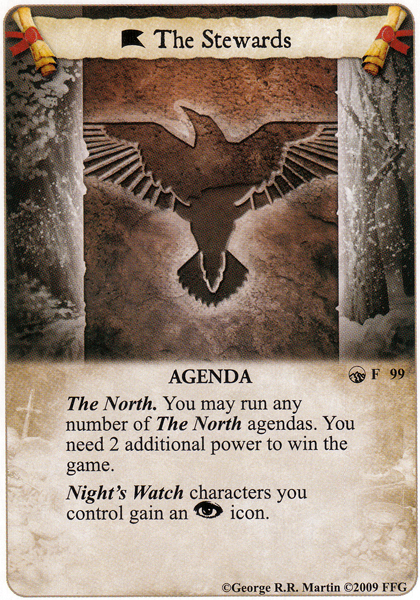 The Stewards
AGENDA
F 99
The North. You may run any
number of The North agendas. You
need 2 additional power to win the
game.
Night's Watch characters you
control gain an icon.
©George R.R. Martin ©2009 FFG